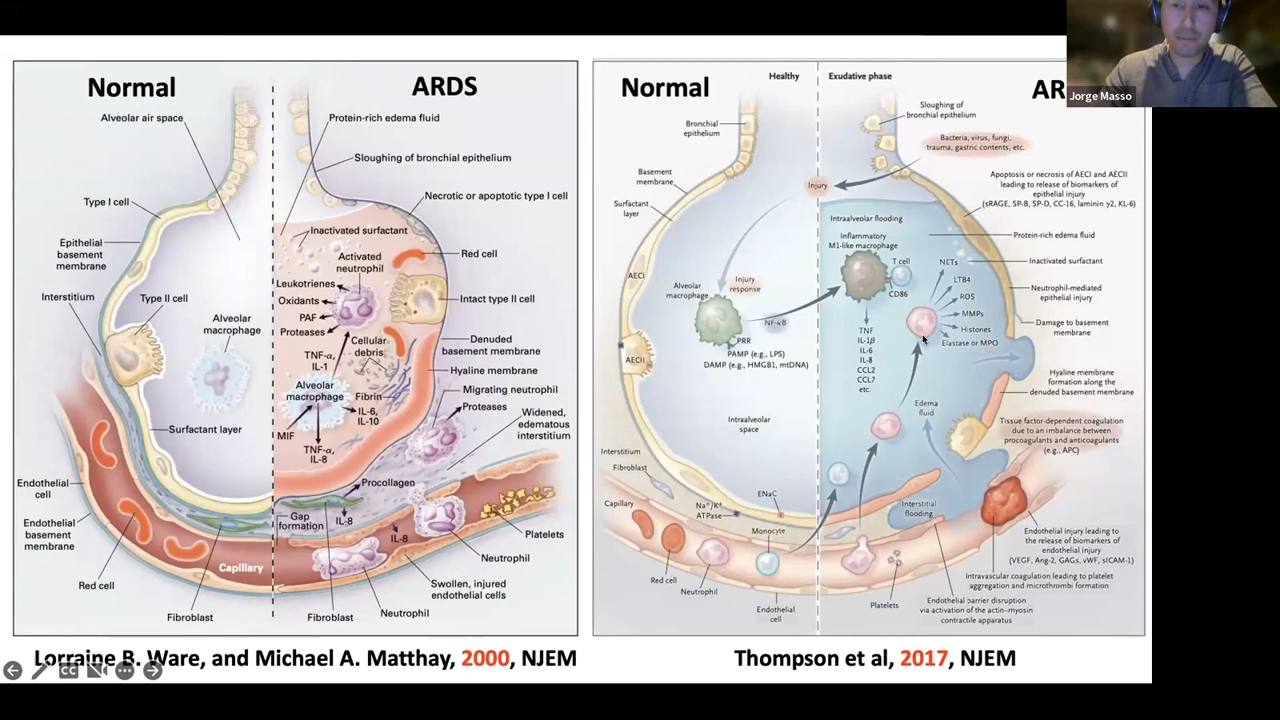 Normal
ARDS
Alveolar air space
Protein-rich edema fluid
Sloughing of bronchial epithelium
Necrotic or apoptotic type I cell
Type I cell
Inactivated surfactant
Epithelial
basement
membrane
Activated
neutrophil
Red cell
Leukotrienes
Oxidants
PAF
Proteases
Intact type II cell
Interstitium
Type II cell
Alveolar
macrophage
Cellular
debris
Denuded
basement membrane
TNF-α,
IL-1
Hyaline membrane
Alveolar
macrophage
Fibrin
Migrating neutrophil
Proteases
IL-6,
IL-10
Widened,
edematous
interstitium
MIF
Surfactant layer
TNF-α,
IL-8
Procollagen
Endothelial
cell
Gap
formation
IL-8
IL-8
Endothelial
basement
membrane
Platelets
Neutrophil
Capillary
Red cell
Swollen, injured
endothelial cells
Fibroblast
Fibroblast
Neutrophil
Lorraine B. Ware, and Michael A. Matthay, 2000, NJEM
Normal
Healthy
Exudative phase
AR
Jorge Masso
Sloughing of
bronchial epithelium
Bronchial
epithelium
Bacteria, virus, fungi,
trauma, gastric contents, etc.
Basement
membrane
Injury
Apoptosis or necrosis of AECI and AECII
leading to release of biomarkers of
epithelial injury
(sRAGE, SP-B, SP-D, CC-16, laminin γ2, KL-6)
Surfactant
layer
Intraalveolar flooding
Protein-rich edema fluid
Inflammatory
M1-like macrophage
T cell
NETs
Inactivated surfactant
AECI
Alveolar
macrophage
Injury
response
CD86
LTB4
ROS
MMPs
Histones
Elastase or MPO
Neutrophil-mediated
epithelial injury
NF-κB
Damage to basement
membrane
PRR
PAMP (e.g., LPS)
DAMP (e.g., HMGB1, mtDNA)
AECII
TNF
IL-1β
IL-6
IL-8
CCL2
CCL7
etc.
Hyaline membrane
formation along the
denuded basement membrane
Edema
fluid
Intraalveolar
space
Tissue factor-dependent coagulation
due to an imbalance between
procoagulants and anticoagulants
(e.g., APC)
Interstitium
Fibroblast
Capillary
Na⁺/K⁺
ATPase
ENaC
Monocyte
Interstitial
flooding
Endothelial injury leading to
the release of biomarkers of
endothelial injury
(VEGF, Ang-2, GAGs, vWF, sICAM-1)
Red cell
Neutrophil
Endothelial
cell
Platelets
Intravascular coagulation leading to platelet
aggregation and microthrombi formation
Endothelial barrier disruption
via activation of the actin–myosin
contractile apparatus
Thompson et al, 2017, NJEM
CC